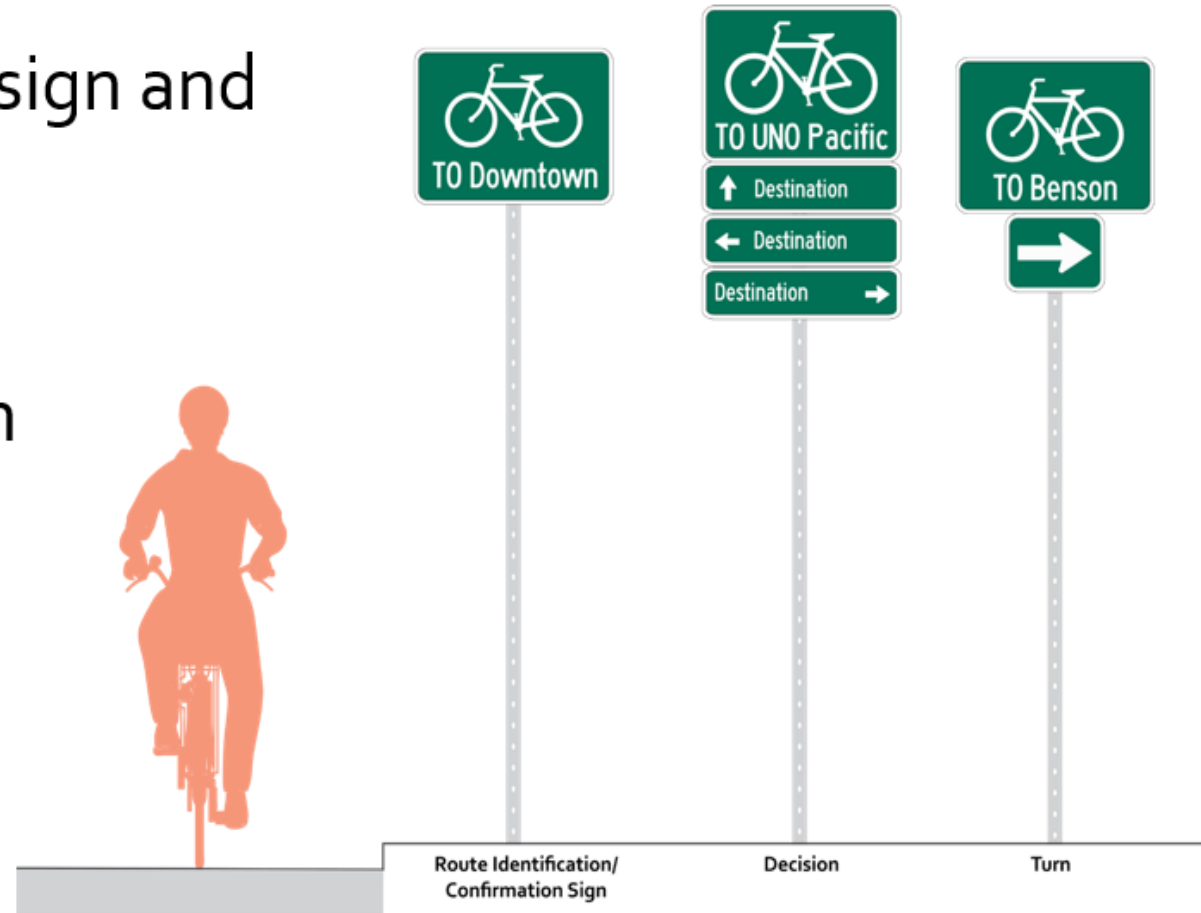 sign and
n
TO Downtown
TO UNO Pacific
Destination
Destination
Destination
TO Benson
Route Identification/
Confirmation Sign
Decision
Turn